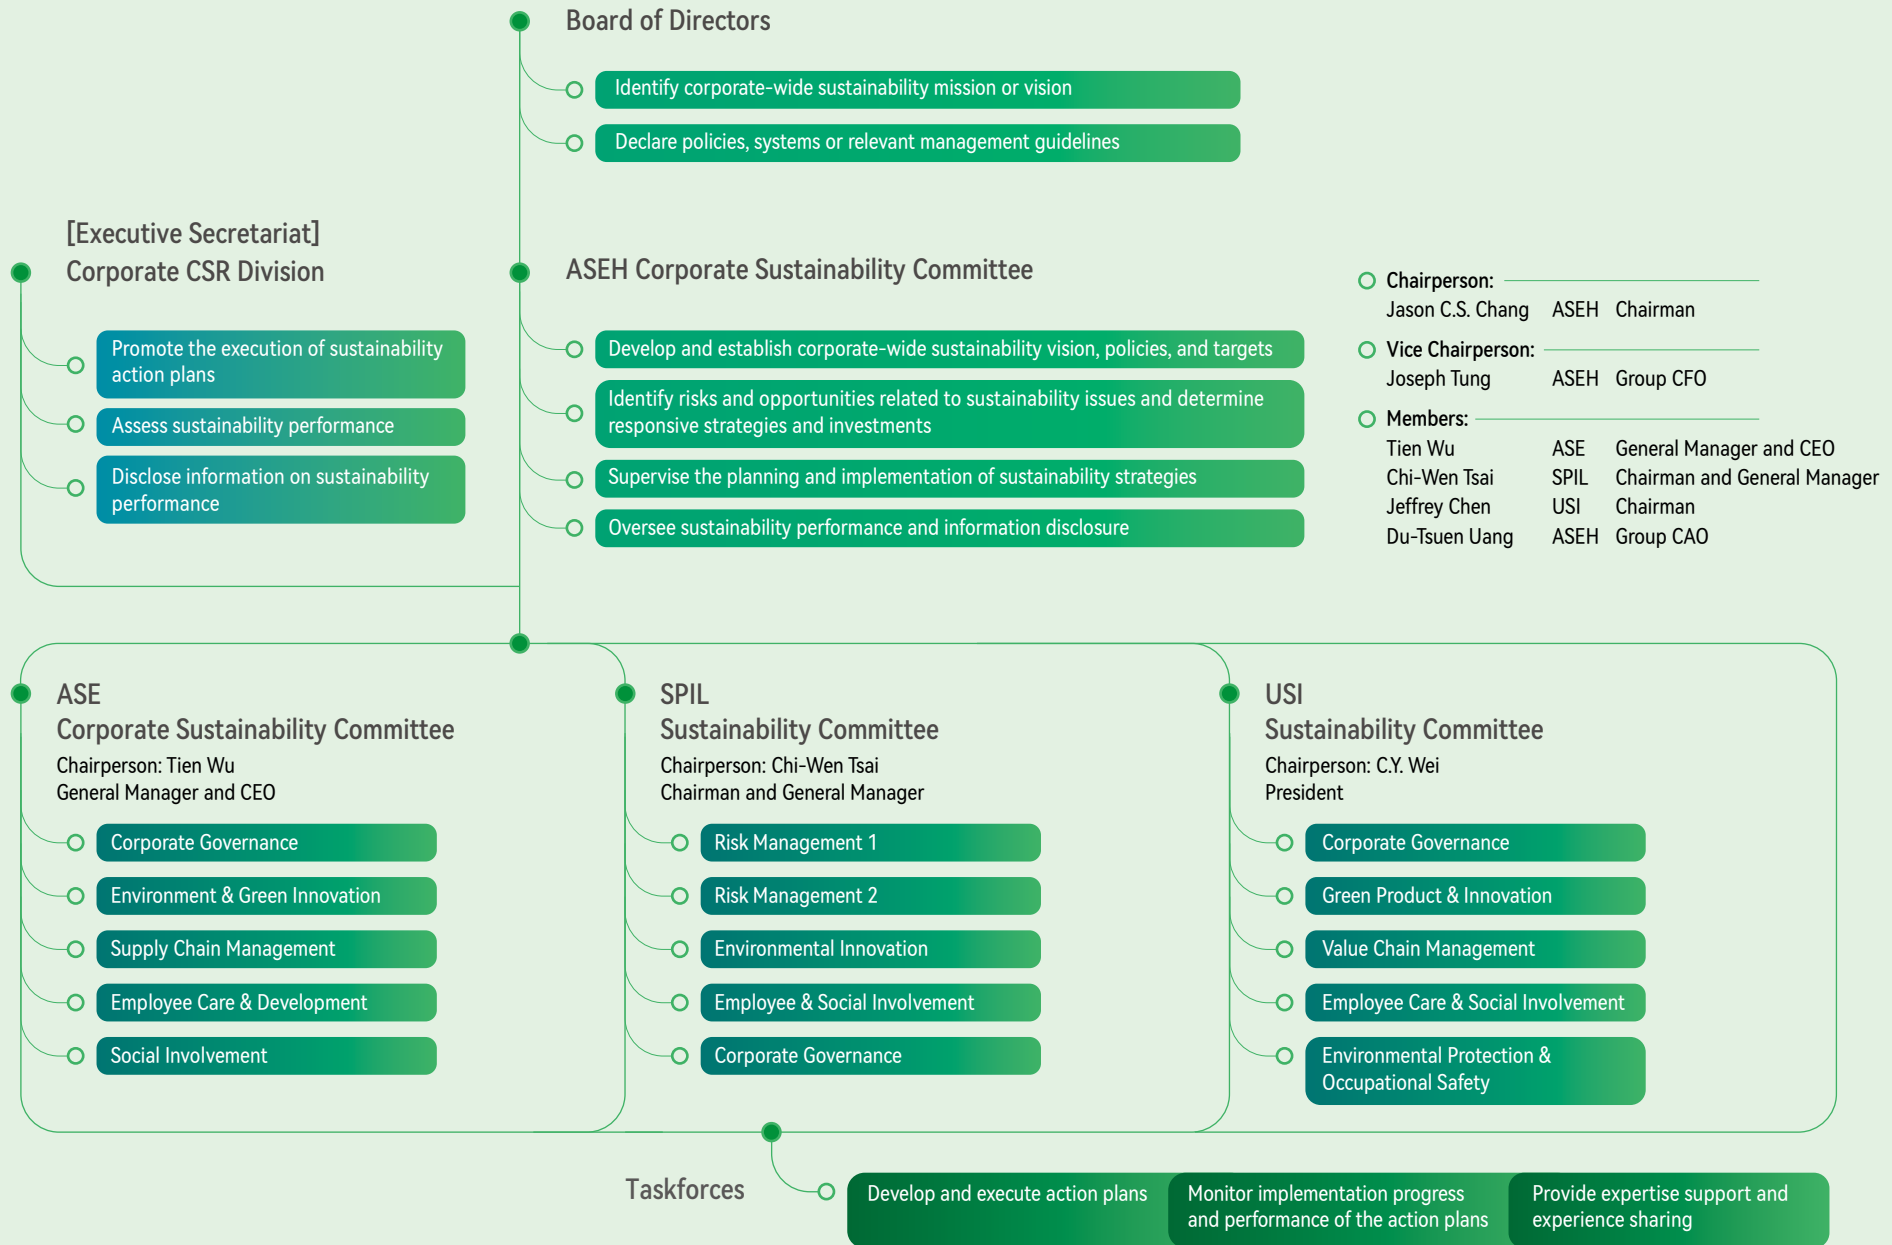 Board of Directors
Identify corporate-wide sustainability mission or vision
Declare policies, systems or relevant management guidelines
[Executive Secretariat]
Corporate CSR Division
Promote the execution of sustainability
action plans
Assess sustainability performance
Disclose information on sustainability
performance
ASEH Corporate Sustainability Committee
Develop and establish corporate-wide sustainability vision, policies, and targets
Identify risks and opportunities related to sustainability issues and determine
responsive strategies and investments
Supervise the planning and implementation of sustainability strategies
Oversee sustainability performance and information disclosure
Chairperson:
Jason C.S. Chang ASEH Chairman
Vice Chairperson:
Joseph Tung ASEH Group CFO
Members:
Tien Wu ASE General Manager and CEO
Chi-Wen Tsai SPIL Chairman and General Manager
Jeffrey Chen USI Chairman
Du-Tsuen Uang ASEH Group CAO
ASE
Corporate Sustainability Committee
Chairperson: Tien Wu
General Manager and CEO
Corporate Governance
Environment & Green Innovation
Supply Chain Management
Employee Care & Development
Social Involvement
SPIL
Sustainability Committee
Chairperson: Chi-Wen Tsai
Chairman and General Manager
Risk Management 1
Risk Management 2
Environmental Innovation
Employee & Social Involvement
Corporate Governance
USI
Sustainability Committee
Chairperson: C.Y. Wei
President
Corporate Governance
Green Product & Innovation
Value Chain Management
Employee Care & Social Involvement
Environmental Protection &
Occupational Safety
Taskforces
Develop and execute action plans
Monitor implementation progress
and performance of the action plans
Provide expertise support and
experience sharing